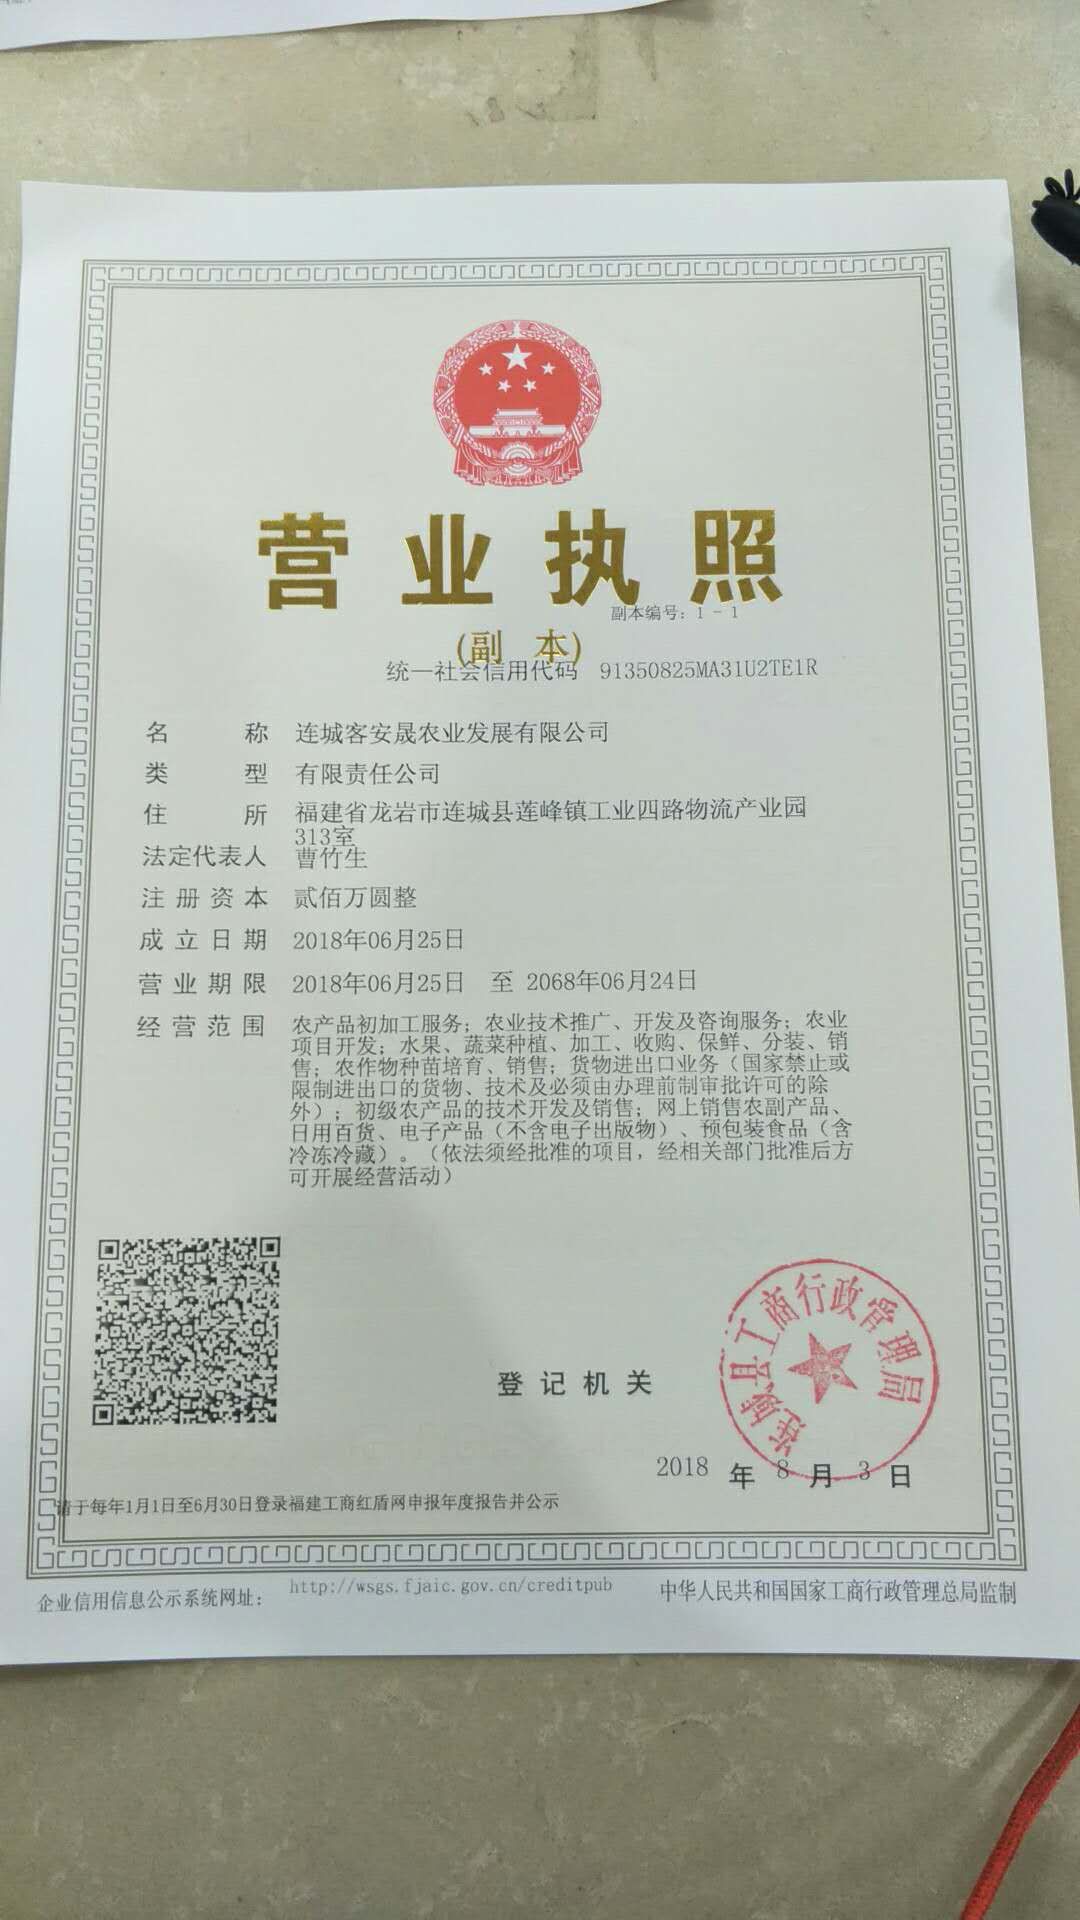 营业执照
副本编号：1-1
(副 本)
统一社会信用代码 91350825MA31U2TE1R
名称 连城客安晟农业发展有限公司
类型 有限责任公司
住所 福建省龙岩市连城县莲峰镇工业四路物流产业园
313室
法定代表人 曹竹生
注册资本 贰佰万圆整
成立日期 2018年06月25日
营业期限 2018年06月25日 至 2068年06月24日
经营范围 农产品初加工服务；农业技术推广、开发及咨询服务；农业
项目开发；水果、蔬菜种植、加工、收购、保鲜、分装、销
售；农作物种苗培育、销售；货物进出口业务（国家禁止或
限制进出口的货物、技术及必须由办理前制审批许可的除
外）；初级农产品的技术开发及销售；网上销售农副产品、
日用百货、电子产品（不含电子出版物）、预包装食品（含
冷冻冷藏）。（依法须经批准的项目，经相关部门批准后方
可开展经营活动）
连城县工商行政管理局
登记机关
2018 年 8 月 3 日
请于每年1月1日至6月30日登录福建工商红盾网申报年度报告并公示
企业信用信息公示系统网址： http://wsgs.fjaic.gov.cn/creditpub 中华人民共和国国家工商行政管理总局监制